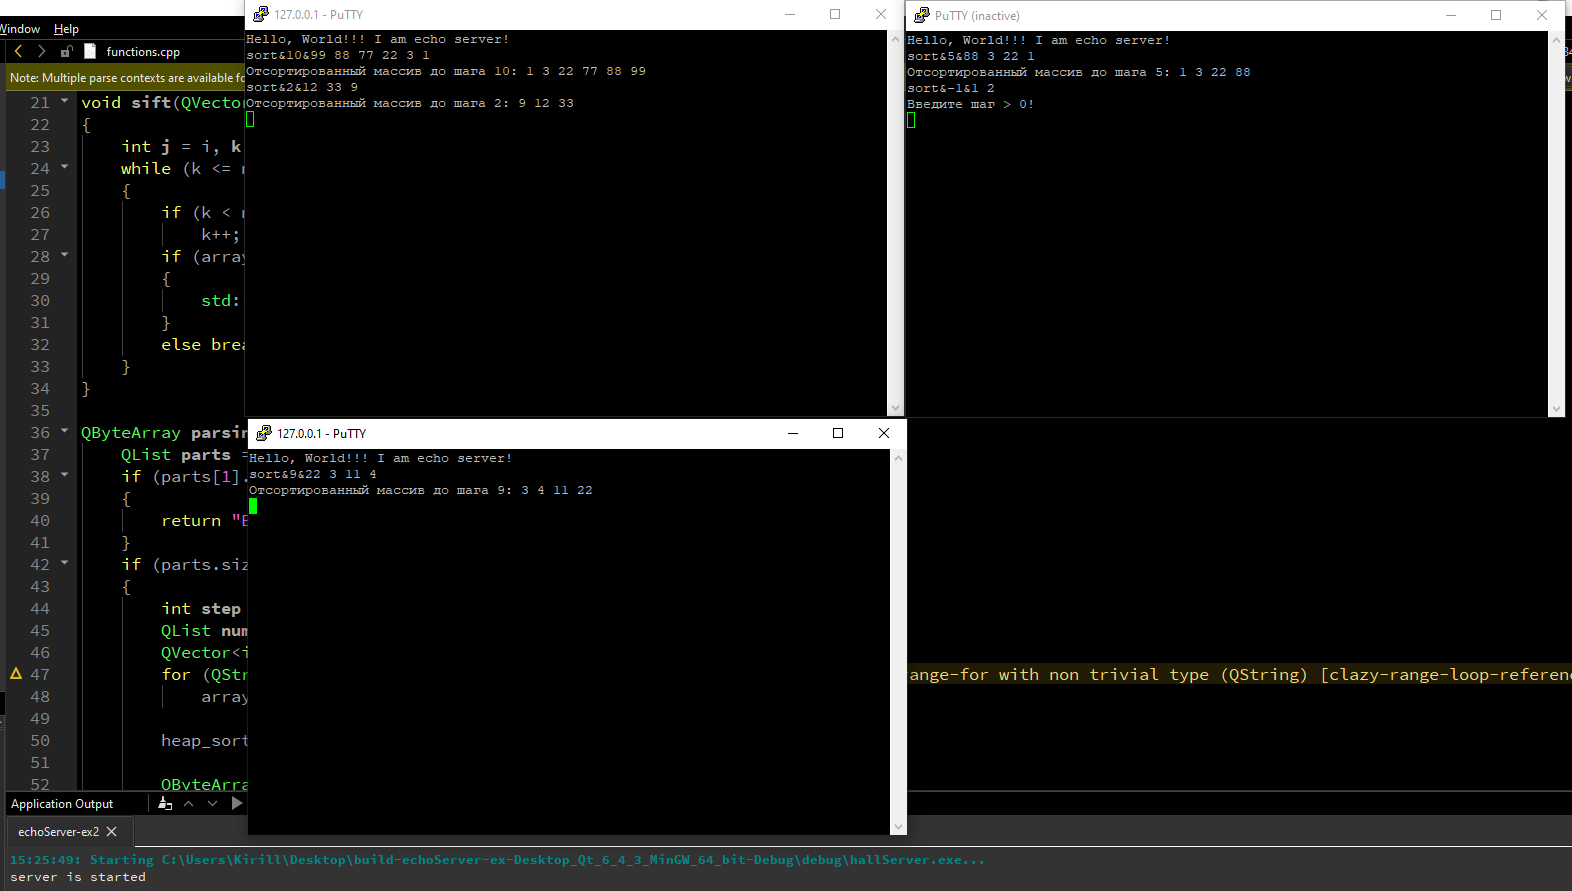 Window Help
functions.cpp
Note: Multiple parse contexts are available fo
21 void sift(QVector
22 {
23 int j = i, k
24 while (k <=
25 {
26 if (k <
27 k++;
28 if (array
29 {
30 std::
31 }
32 else brea
33 }
34 }
35
36 QByteArray parsin
37 QList parts =
38 if (parts[1].
39 {
40 return "
41 }
42 if (parts.siz
43 {
44 int step
45 QList num
46 QVector<i
47 for (QStr
48 array
49
50 heap_sort
51
52 QByteArra
127.0.0.1 - PuTTY
Hello, World!!! I am echo server!
sort&10&99 88 77 22 3 1
Отсортированный массив до шага 10: 1 3 22 77 88 99
sort&2&12 33 9
Отсортированный массив до шага 2: 9 12 33
PuTTY (inactive)
Hello, World!!! I am echo server!
sort&5&88 3 22 1
Отсортированный массив до шага 5: 1 3 22 88
sort&-1&1 2
Введите шаг > 0!
127.0.0.1 - PuTTY
Hello, World!!! I am echo server!
sort&9&22 3 11 4
Отсортированный массив до шага 9: 3 4 11 22
ange-for with non trivial type (QString) [clazy-range-loop-referen
Application Output
echoServer-ex2
15:25:49: Starting C:\Users\Kirill\Desktop\build-echoServer-ex-Desktop_Qt_6_4_3_MinGW_64_bit-Debug\debug\hallServer.exe...
server is started